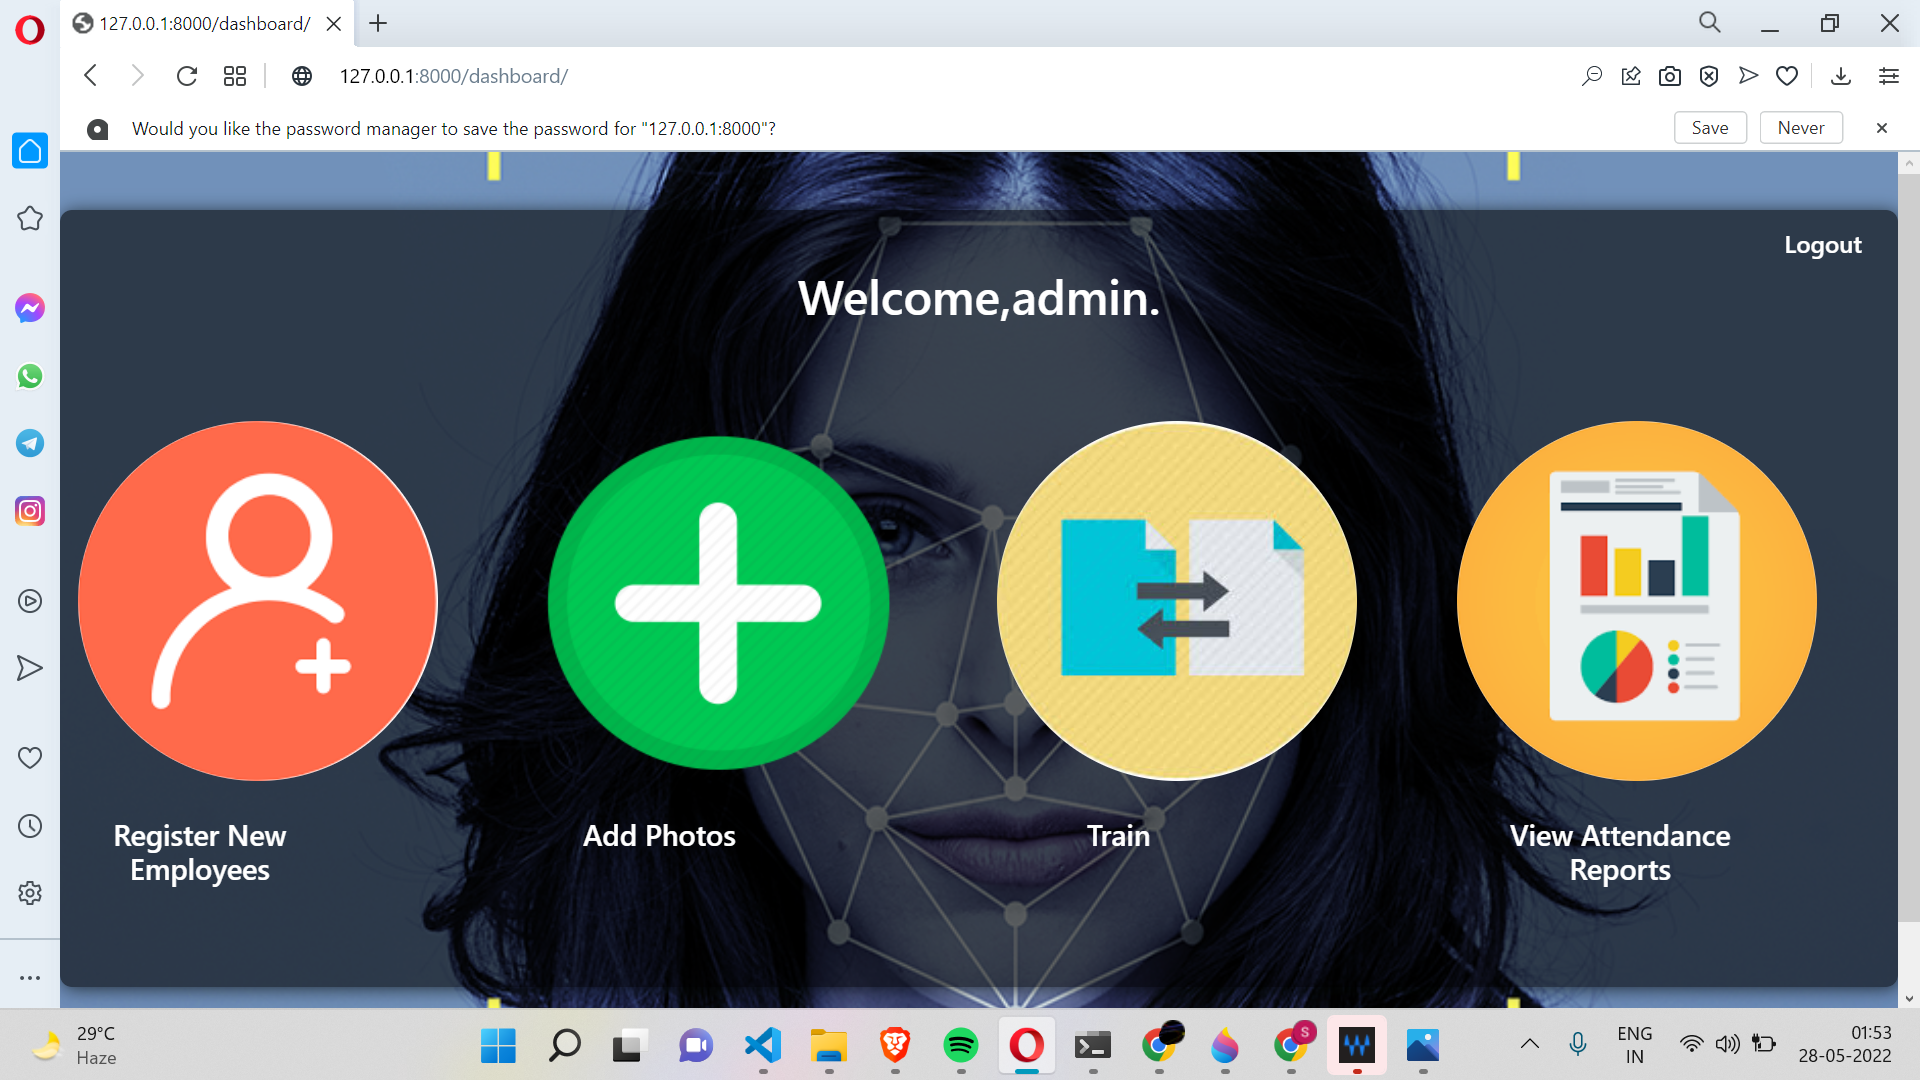 127.0.0.1:8000/dashboard/
127.0.0.1:8000/dashboard/
Would you like the password manager to save the password for "127.0.0.1:8000"?
Save
Never
Logout
Welcome,admin.
Register New
Employees
Add Photos
Train
View Attendance
Reports
29°C
Haze
S
ENG
IN
01:53
28-05-2022